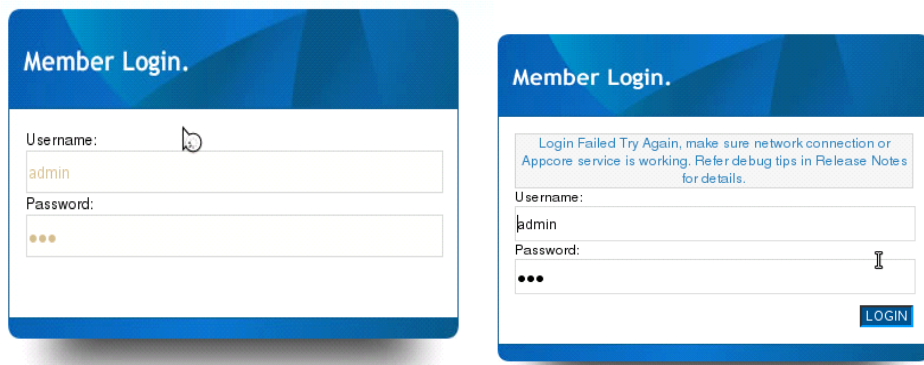 Member Login.
Username:
admin
Password:
Member Login.
Login Failed Try Again, make sure network connection or
Appcore service is working. Refer debug tips in Release Notes
for details.
Username:
admin
Password:
LOGIN